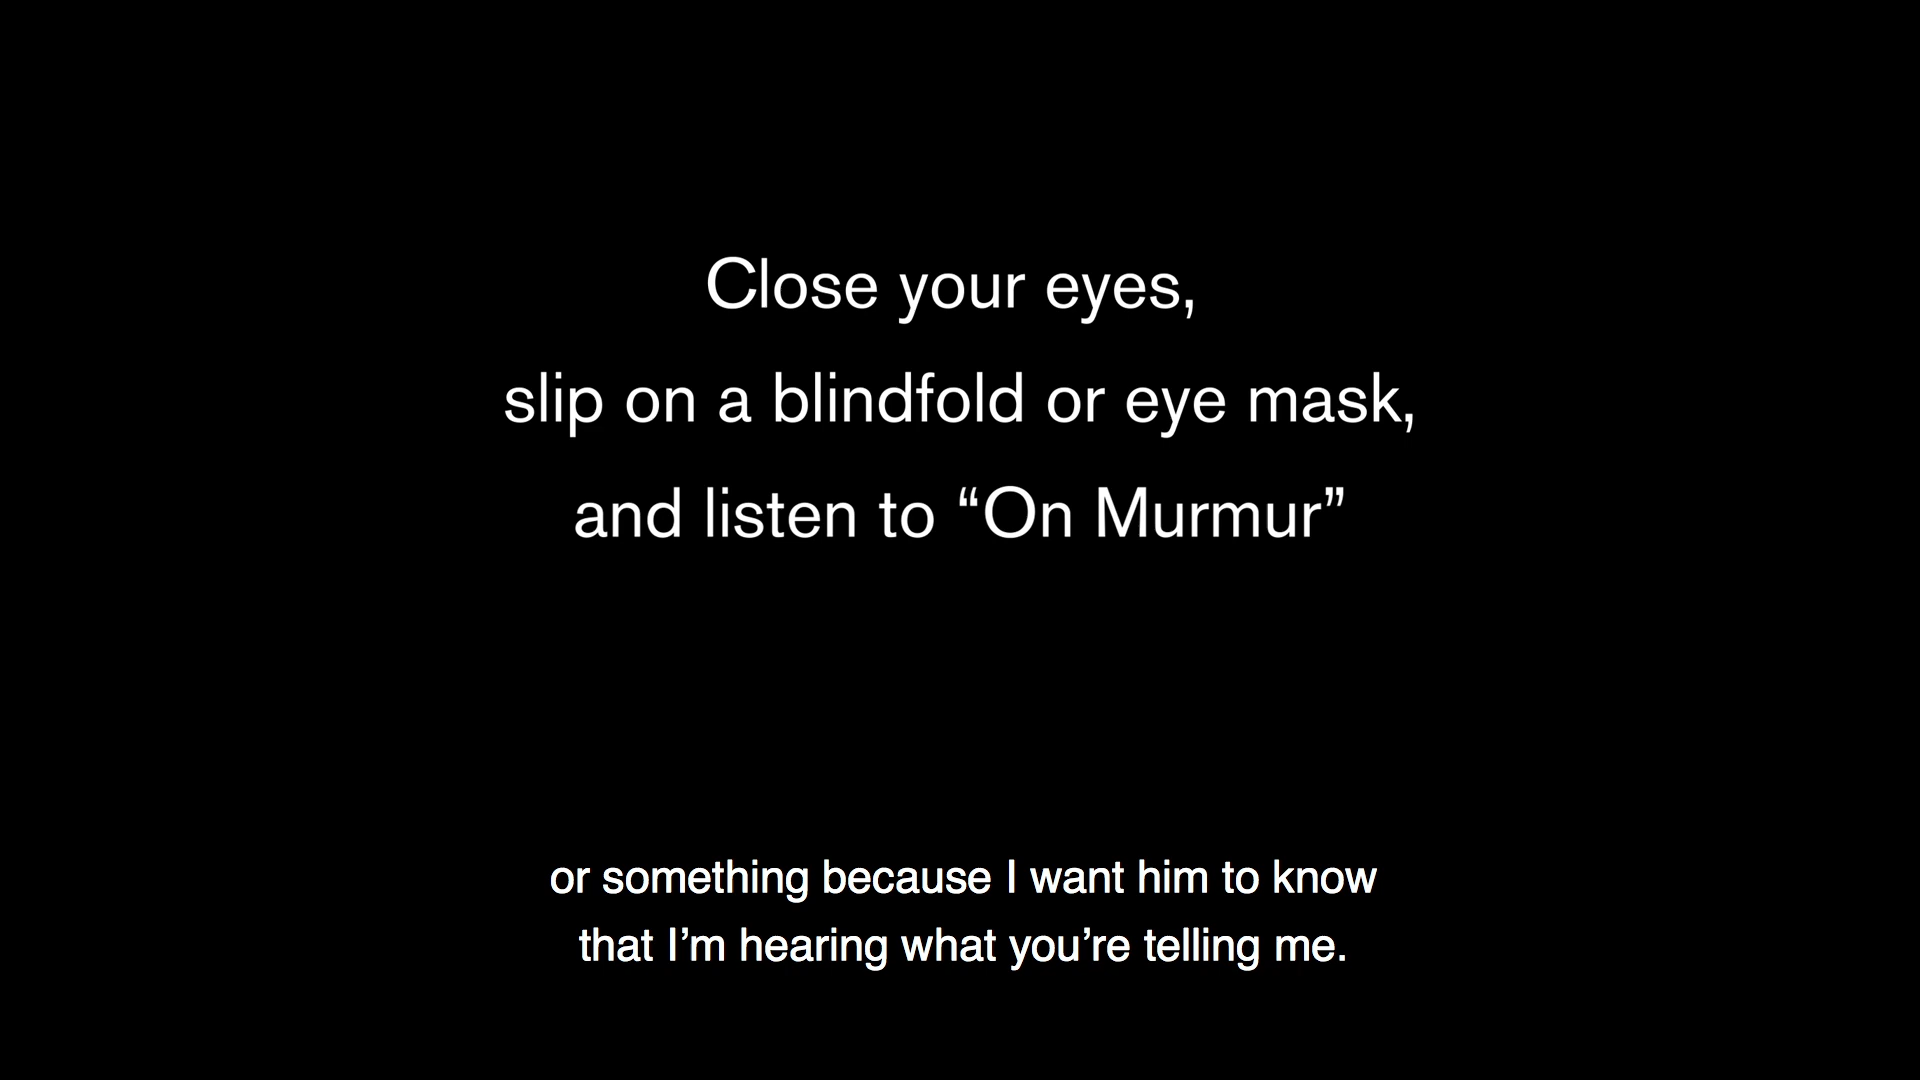 Close your eyes,
slip on a blindfold or eye mask,
and listen to “On Murmur”
or something because I want him to know
that I’m hearing what you’re telling me.